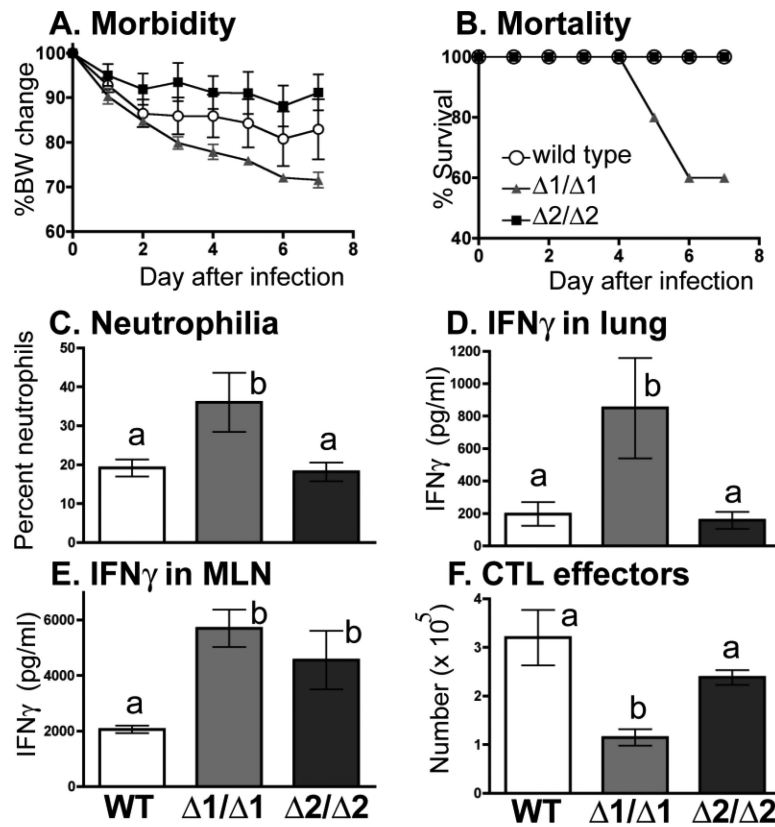 A. Morbidity
%BW change
100
90
80
70
60
0
2
4
6
8
Day after infection
B. Mortality
% Survival
100
80
60
40
0
2
4
6
8
wild type
Δ1/Δ1
Δ2/Δ2
Day after infection
C. Neutrophilia
Percent neutrophils
50
40
30
20
10
0
a
b
a
D. IFNγ in lung
IFNγ (pg/ml)
1200
1000
800
600
400
200
0
a
b
a
E. IFNγ in MLN
IFNγ (pg/ml)
6000
4000
2000
0
a
b
b
WT
Δ1/Δ1
Δ2/Δ2
F. CTL effectors
Number (x 10⁵)
4
3
2
1
0
a
b
a
WT
Δ1/Δ1
Δ2/Δ2